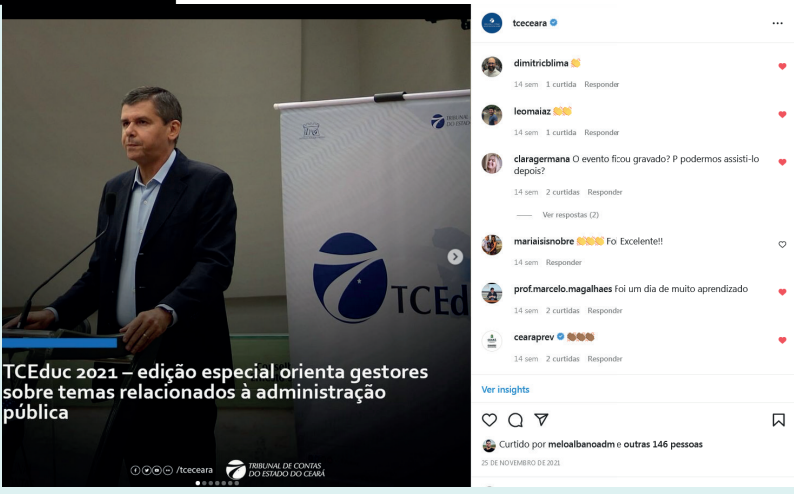 TRIBUNAL
DO ESTADO
TCEd
TCEduc 2021 – edição especial orienta gestores
sobre temas relacionados à administração
pública
/tceceara
TRIBUNAL DE CONTAS
DO ESTADO DO CEARÁ
tceceara
dimitricblima 👏
14 sem 1 curtida Responder
leomaiaz 👏👏
14 sem 1 curtida Responder
claragermana O evento ficou gravado? P podermos assisti-lo
depois?
14 sem 2 curtidas Responder
Ver respostas (2)
mariaisisnobre 👏👏👏 Foi Excelente!!
14 sem Responder
prof.marcelo.magalhaes Foi um dia de muito aprendizado
14 sem 2 curtidas Responder
cearaprev 👏🏾👏🏾👏🏾
14 sem 2 curtidas Responder
Ver insights
Curtido por meloalbanoadm e outras 146 pessoas
25 DE NOVEMBRO DE 2021